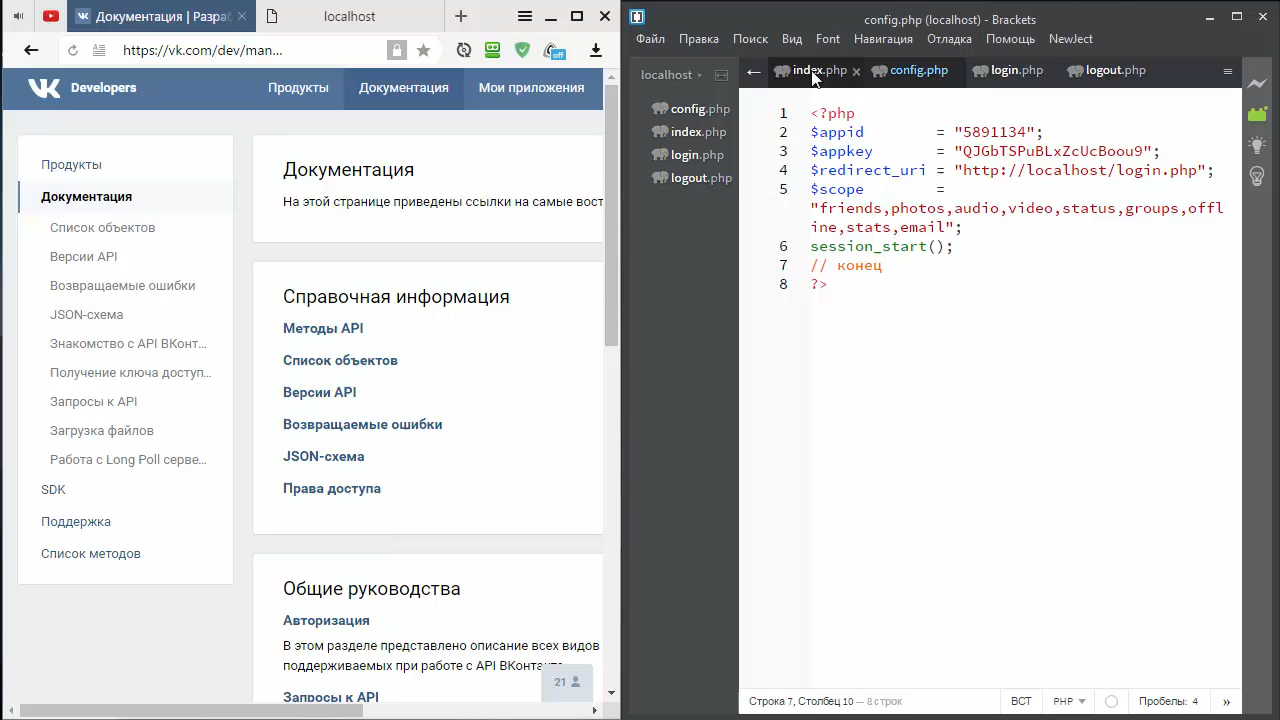 Документация | Разраб
localhost
https://vk.com/dev/man...
off
Developers
Продукты
Документация
Мои приложения
Продукты
Документация
Список объектов
Версии API
Возвращаемые ошибки
JSON-схема
Знакомство с API ВКонт...
Получение ключа доступ...
Запросы к API
Загрузка файлов
Работа с Long Poll серве...
SDK
Поддержка
Список методов
Документация
На этой странице приведены ссылки на самые вост
Справочная информация
Методы API
Список объектов
Версии API
Возвращаемые ошибки
JSON-схема
Права доступа
Общие руководства
Авторизация
В этом разделе представлено описание всех видов
поддерживаемых при работе с API ВКонтакте.
Запросы к API
21
config.php (localhost) - Brackets
Файл Правка Поиск Вид Font Навигация Отладка Помощь NewJect
localhost
config.php
index.php
login.php
logout.php
index.php config.php login.php logout.php
1 <?php
2 $appid = "5891134";
3 $appkey = "QJGbTSPuBLxZcUcBoou9";
4 $redirect_uri = "http://localhost/login.php";
5 $scope =
"friends,photos,audio,video,status,groups,offl
ine,stats,email";
6 session_start();
7 // конец
8 ?>
Строка 7, Столбец 10 — 8 строк
ВСТ
PHP
Пробелы: 4
»